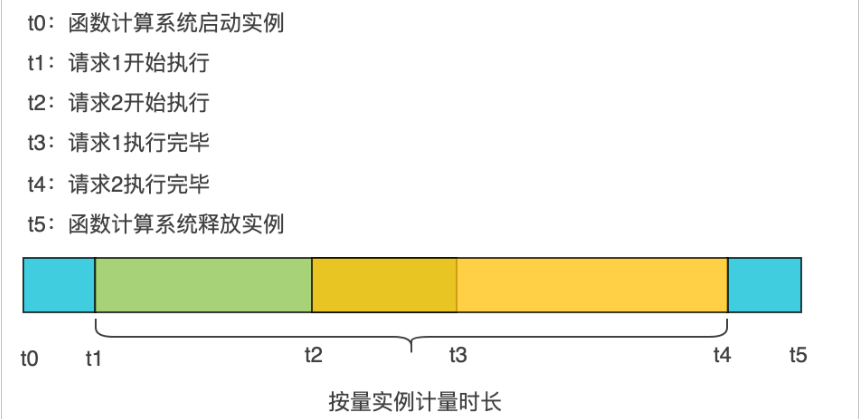 t0：函数计算系统启动实例
t1：请求1开始执行
t2：请求2开始执行
t3：请求1执行完毕
t4：请求2执行完毕
t5：函数计算系统释放实例
t0 t1 t2 t3 t4 t5
按量实例计量时长